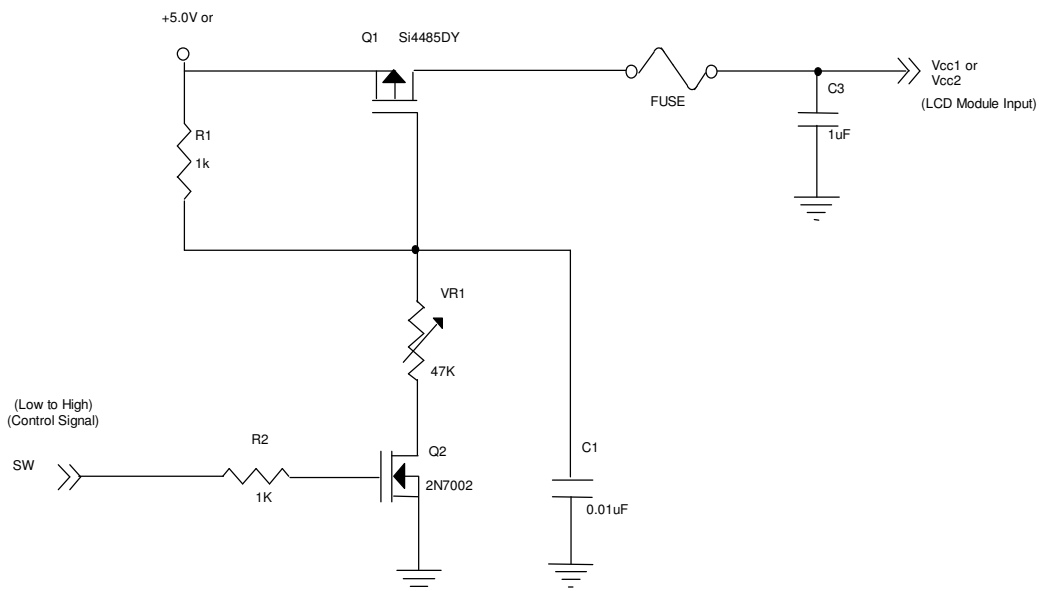 +5.0V or
Q1 Si4485DY
Vcc1 or
Vcc2
(LCD Module Input)
FUSE
C3
1uF
R1
1k
VR1
47K
(Low to High)
(Control Signal)
SW
R2
1K
Q2
2N7002
C1
0.01uF